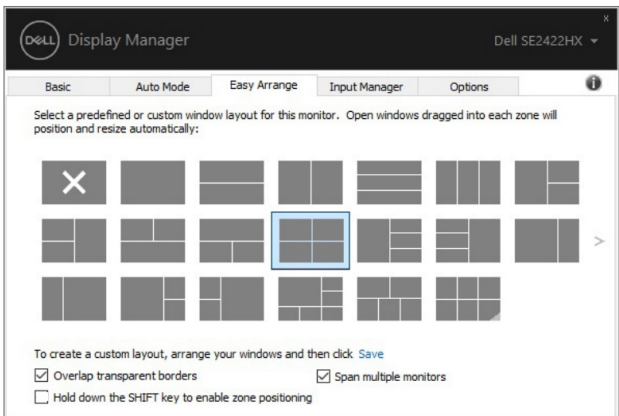 x
DELL Display Manager Dell SE2422HX
Basic Auto Mode Easy Arrange Input Manager Options i
Select a predefined or custom window layout for this monitor. Open windows dragged into each zone will
position and resize automatically:
>
To create a custom layout, arrange your windows and then click Save
Overlap transparent borders Span multiple monitors
Hold down the SHIFT key to enable zone positioning